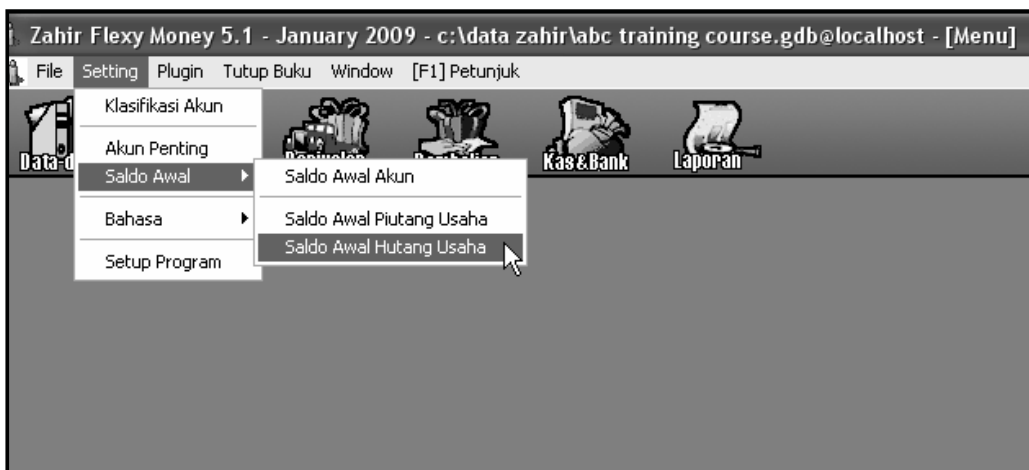 Zahir Flexy Money 5.1 - January 2009 - c:\data zahir\abc training course.gdb@localhost - [Menu]
File Setting Plugin Tutup Buku Window [F1] Petunjuk
Klasifikasi Akun
Akun Penting
Saldo Awal
Bahasa
Setup Program
Saldo Awal Akun
Saldo Awal Piutang Usaha
Saldo Awal Hutang Usaha
Kas&Bank
Laporan